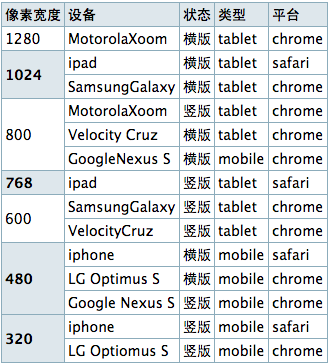 像素宽度 设备 状态 类型 平台
1280 MotorolaXoom 横版 tablet chrome
1024 ipad 横版 tablet safari
SamsungGalaxy 横版 tablet chrome
800 MotorolaXoom 竖版 tablet chrome
Velocity Cruz 横版 tablet chrome
GoogleNexus S 横版 mobile chrome
768 ipad 竖版 tablet safari
600 SamsungGalaxy 竖版 tablet chrome
VelocityCruz 竖版 tablet chrome
480 iphone 横版 mobile safari
LG Optimus S 横版 mobile chrome
Google Nexus S 竖版 mobile chrome
320 iphone 竖版 mobile safari
LG Optiomus S 竖版 mobile chrome